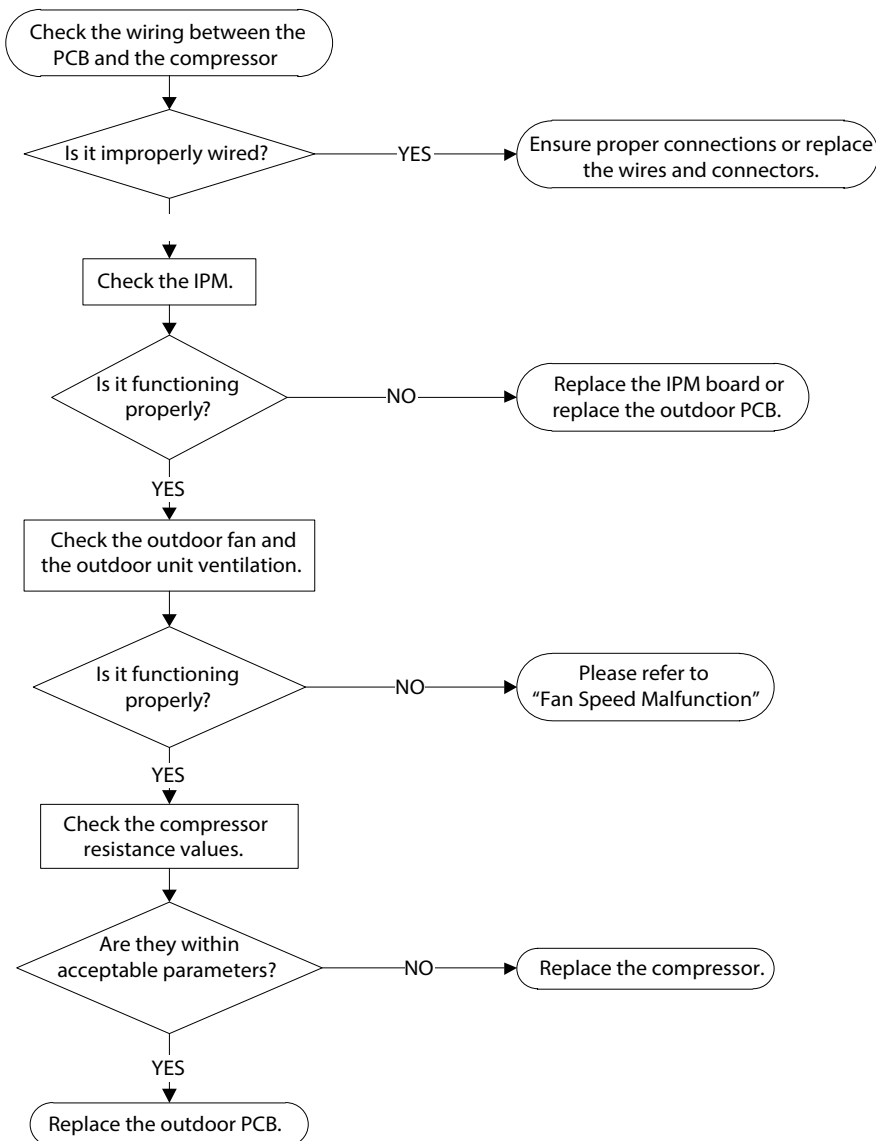 Check the wiring between the
PCB and the compressor
Is it improperly wired?
YES
Ensure proper connections or replace
the wires and connectors.
Check the IPM.
Is it functioning
properly?
NO
Replace the IPM board or
replace the outdoor PCB.
YES
Check the outdoor fan and
the outdoor unit ventilation.
Is it functioning
properly?
NO
Please refer to
“Fan Speed Malfunction”
YES
Check the compressor
resistance values.
Are they within
acceptable parameters?
NO
Replace the compressor.
YES
Replace the outdoor PCB.